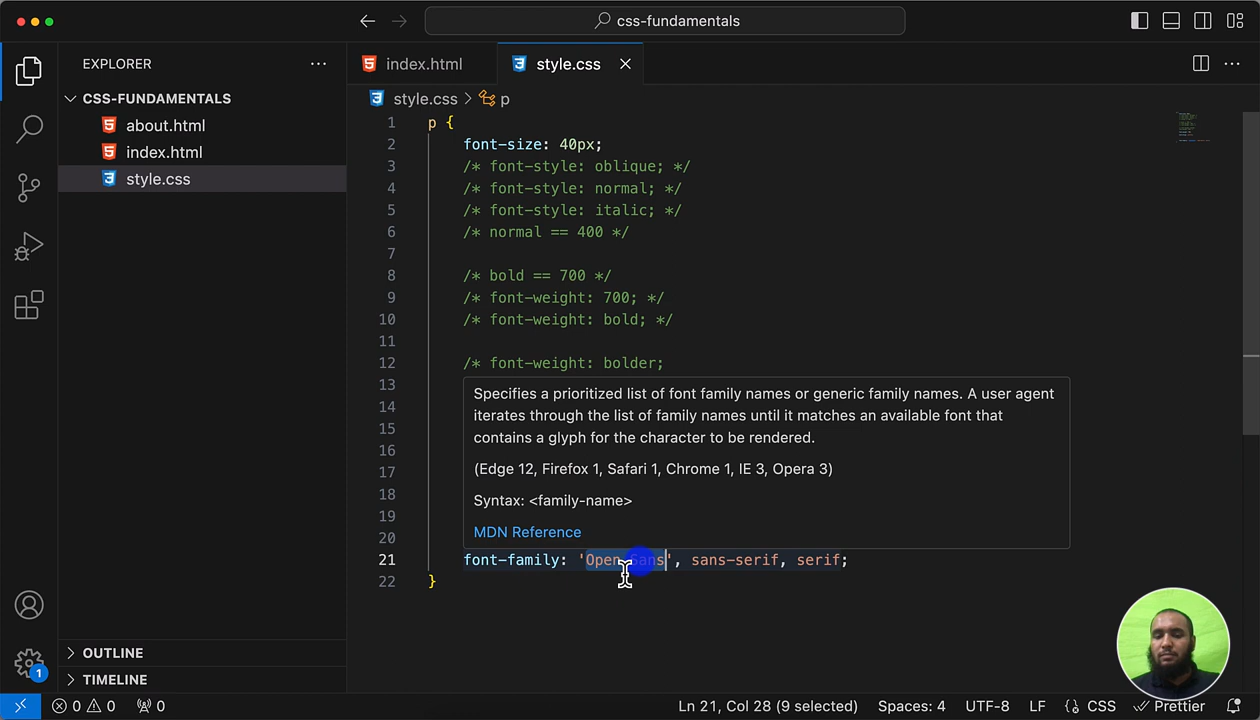 css-fundamentals
EXPLORER
CSS-FUNDAMENTALS
about.html
index.html
style.css
OUTLINE
TIMELINE
index.html
style.css
style.css > p
1 p {
2 font-size: 40px;
3 /* font-style: oblique; */
4 /* font-style: normal; */
5 /* font-style: italic; */
6 /* normal == 400 */
7
8 /* bold == 700 */
9 /* font-weight: 700; */
10 /* font-weight: bold; */
11
12 /* font-weight: bolder;
13
14
15
16
17
18
19
20
Specifies a prioritized list of font family names or generic family names. A user agent
iterates through the list of family names until it matches an available font that
contains a glyph for the character to be rendered.
(Edge 12, Firefox 1, Safari 1, Chrome 1, IE 3, Opera 3)
Syntax: <family-name>
MDN Reference
21 font-family: 'Open Sans', sans-serif, serif;
22 }
1
0 0 0
Ln 21, Col 28 (9 selected) Spaces: 4 UTF-8 LF CSS Prettier